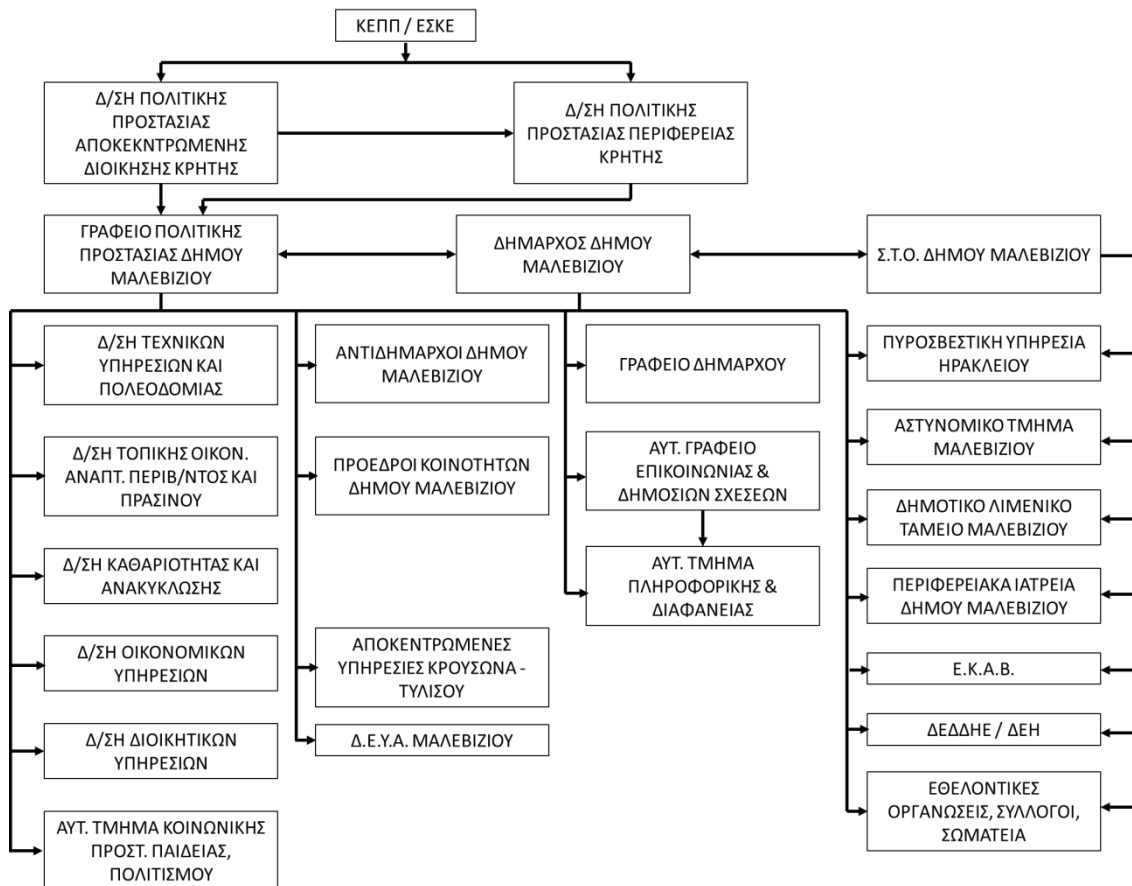 ΚΕΠΠ / ΕΣΚΕ
Δ/ΣΗ ΠΟΛΙΤΙΚΗΣ
ΠΡΟΣΤΑΣΙΑΣ
ΑΠΟΚΕΚΝΤΡΩΜΕΝΗΣ
ΔΙΟΙΚΗΣΗΣ ΚΡΗΤΗΣ
Δ/ΣΗ ΠΟΛΙΤΙΚΗΣ
ΠΡΟΣΤΑΣΙΑΣ ΠΕΡΙΦΕΡΕΙΑΣ
ΚΡΗΤΗΣ
ΓΡΑΦΕΙΟ ΠΟΛΙΤΙΚΗΣ
ΠΡΟΣΤΑΣΙΑΣ ΔΗΜΟΥ
ΜΑΛΕΒΙΖΙΟΥ
ΔΗΜΑΡΧΟΣ ΔΗΜΟΥ
ΜΑΛΕΒΙΖΙΟΥ
Σ.Τ.Ο. ΔΗΜΟΥ ΜΑΛΕΒΙΖΙΟΥ
Δ/ΣΗ ΤΕΧΝΙΚΩΝ
ΥΠΗΡΕΣΙΩΝ ΚΑΙ
ΠΟΛΕΟΔΟΜΙΑΣ
Δ/ΣΗ ΤΟΠΙΚΗΣ ΟΙΚΟΝ.
ΑΝΑΠΤ. ΠΕΡΙΒ/ΝΤΟΣ ΚΑΙ
ΠΡΑΣΙΝΟΥ
Δ/ΣΗ ΚΑΘΑΡΙΟΤΗΤΑΣ ΚΑΙ
ΑΝΑΚΥΚΛΩΣΗΣ
Δ/ΣΗ ΟΙΚΟΝΟΜΙΚΩΝ
ΥΠΗΡΕΣΙΩΝ
Δ/ΣΗ ΔΙΟΙΚΗΤΙΚΩΝ
ΥΠΗΡΕΣΙΩΝ
ΑΥΤ. ΤΜΗΜΑ ΚΟΙΝΩΝΙΚΗΣ
ΠΡΟΣΤ. ΠΑΙΔΕΙΑΣ,
ΠΟΛΙΤΙΣΜΟΥ
ΑΝΤΙΔΗΜΑΡΧΟΙ ΔΗΜΟΥ
ΜΑΛΕΒΙΖΙΟΥ
ΠΡΟΕΔΡΟΙ ΚΟΙΝΟΤΗΤΩΝ
ΔΗΜΟΥ ΜΑΛΕΒΙΖΙΟΥ
ΑΠΟΚΕΝΤΡΩΜΕΝΕΣ
ΥΠΗΡΕΣΙΕΣ ΚΡΟΥΣΩΝΑ -
ΤΥΛΙΣΟΥ
Δ.Ε.Υ.Α. ΜΑΛΕΒΙΖΙΟΥ
ΓΡΑΦΕΙΟ ΔΗΜΑΡΧΟΥ
ΑΥΤ. ΓΡΑΦΕΙΟ
ΕΠΙΚΟΙΝΩΝΙΑΣ &
ΔΗΜΟΣΙΩΝ ΣΧΕΣΕΩΝ
ΑΥΤ. ΤΜΗΜΑ
ΠΛΗΡΟΦΟΡΙΚΗΣ &
ΔΙΑΦΑΝΕΙΑΣ
ΠΥΡΟΣΒΕΣΤΙΚΗ ΥΠΗΡΕΣΙΑ
ΗΡΑΚΛΕΙΟΥ
ΑΣΤΥΝΟΜΙΚΟ ΤΜΗΜΑ
ΜΑΛΕΒΙΖΙΟΥ
ΔΗΜΟΤΙΚΟ ΛΙΜΕΝΙΚΟ
ΤΑΜΕΙΟ ΜΑΛΕΒΙΖΙΟΥ
ΠΕΡΙΦΕΡΕΙΑΚΑ ΙΑΤΡΕΙΑ
ΔΗΜΟΥ ΜΑΛΕΒΙΖΙΟΥ
Ε.Κ.Α.Β.
ΔΕΔΔΗΕ / ΔΕΗ
ΕΘΕΛΟΝΤΙΚΕΣ
ΟΡΓΑΝΩΣΕΙΣ, ΣΥΛΛΟΓΟΙ,
ΣΩΜΑΤΕΙΑ